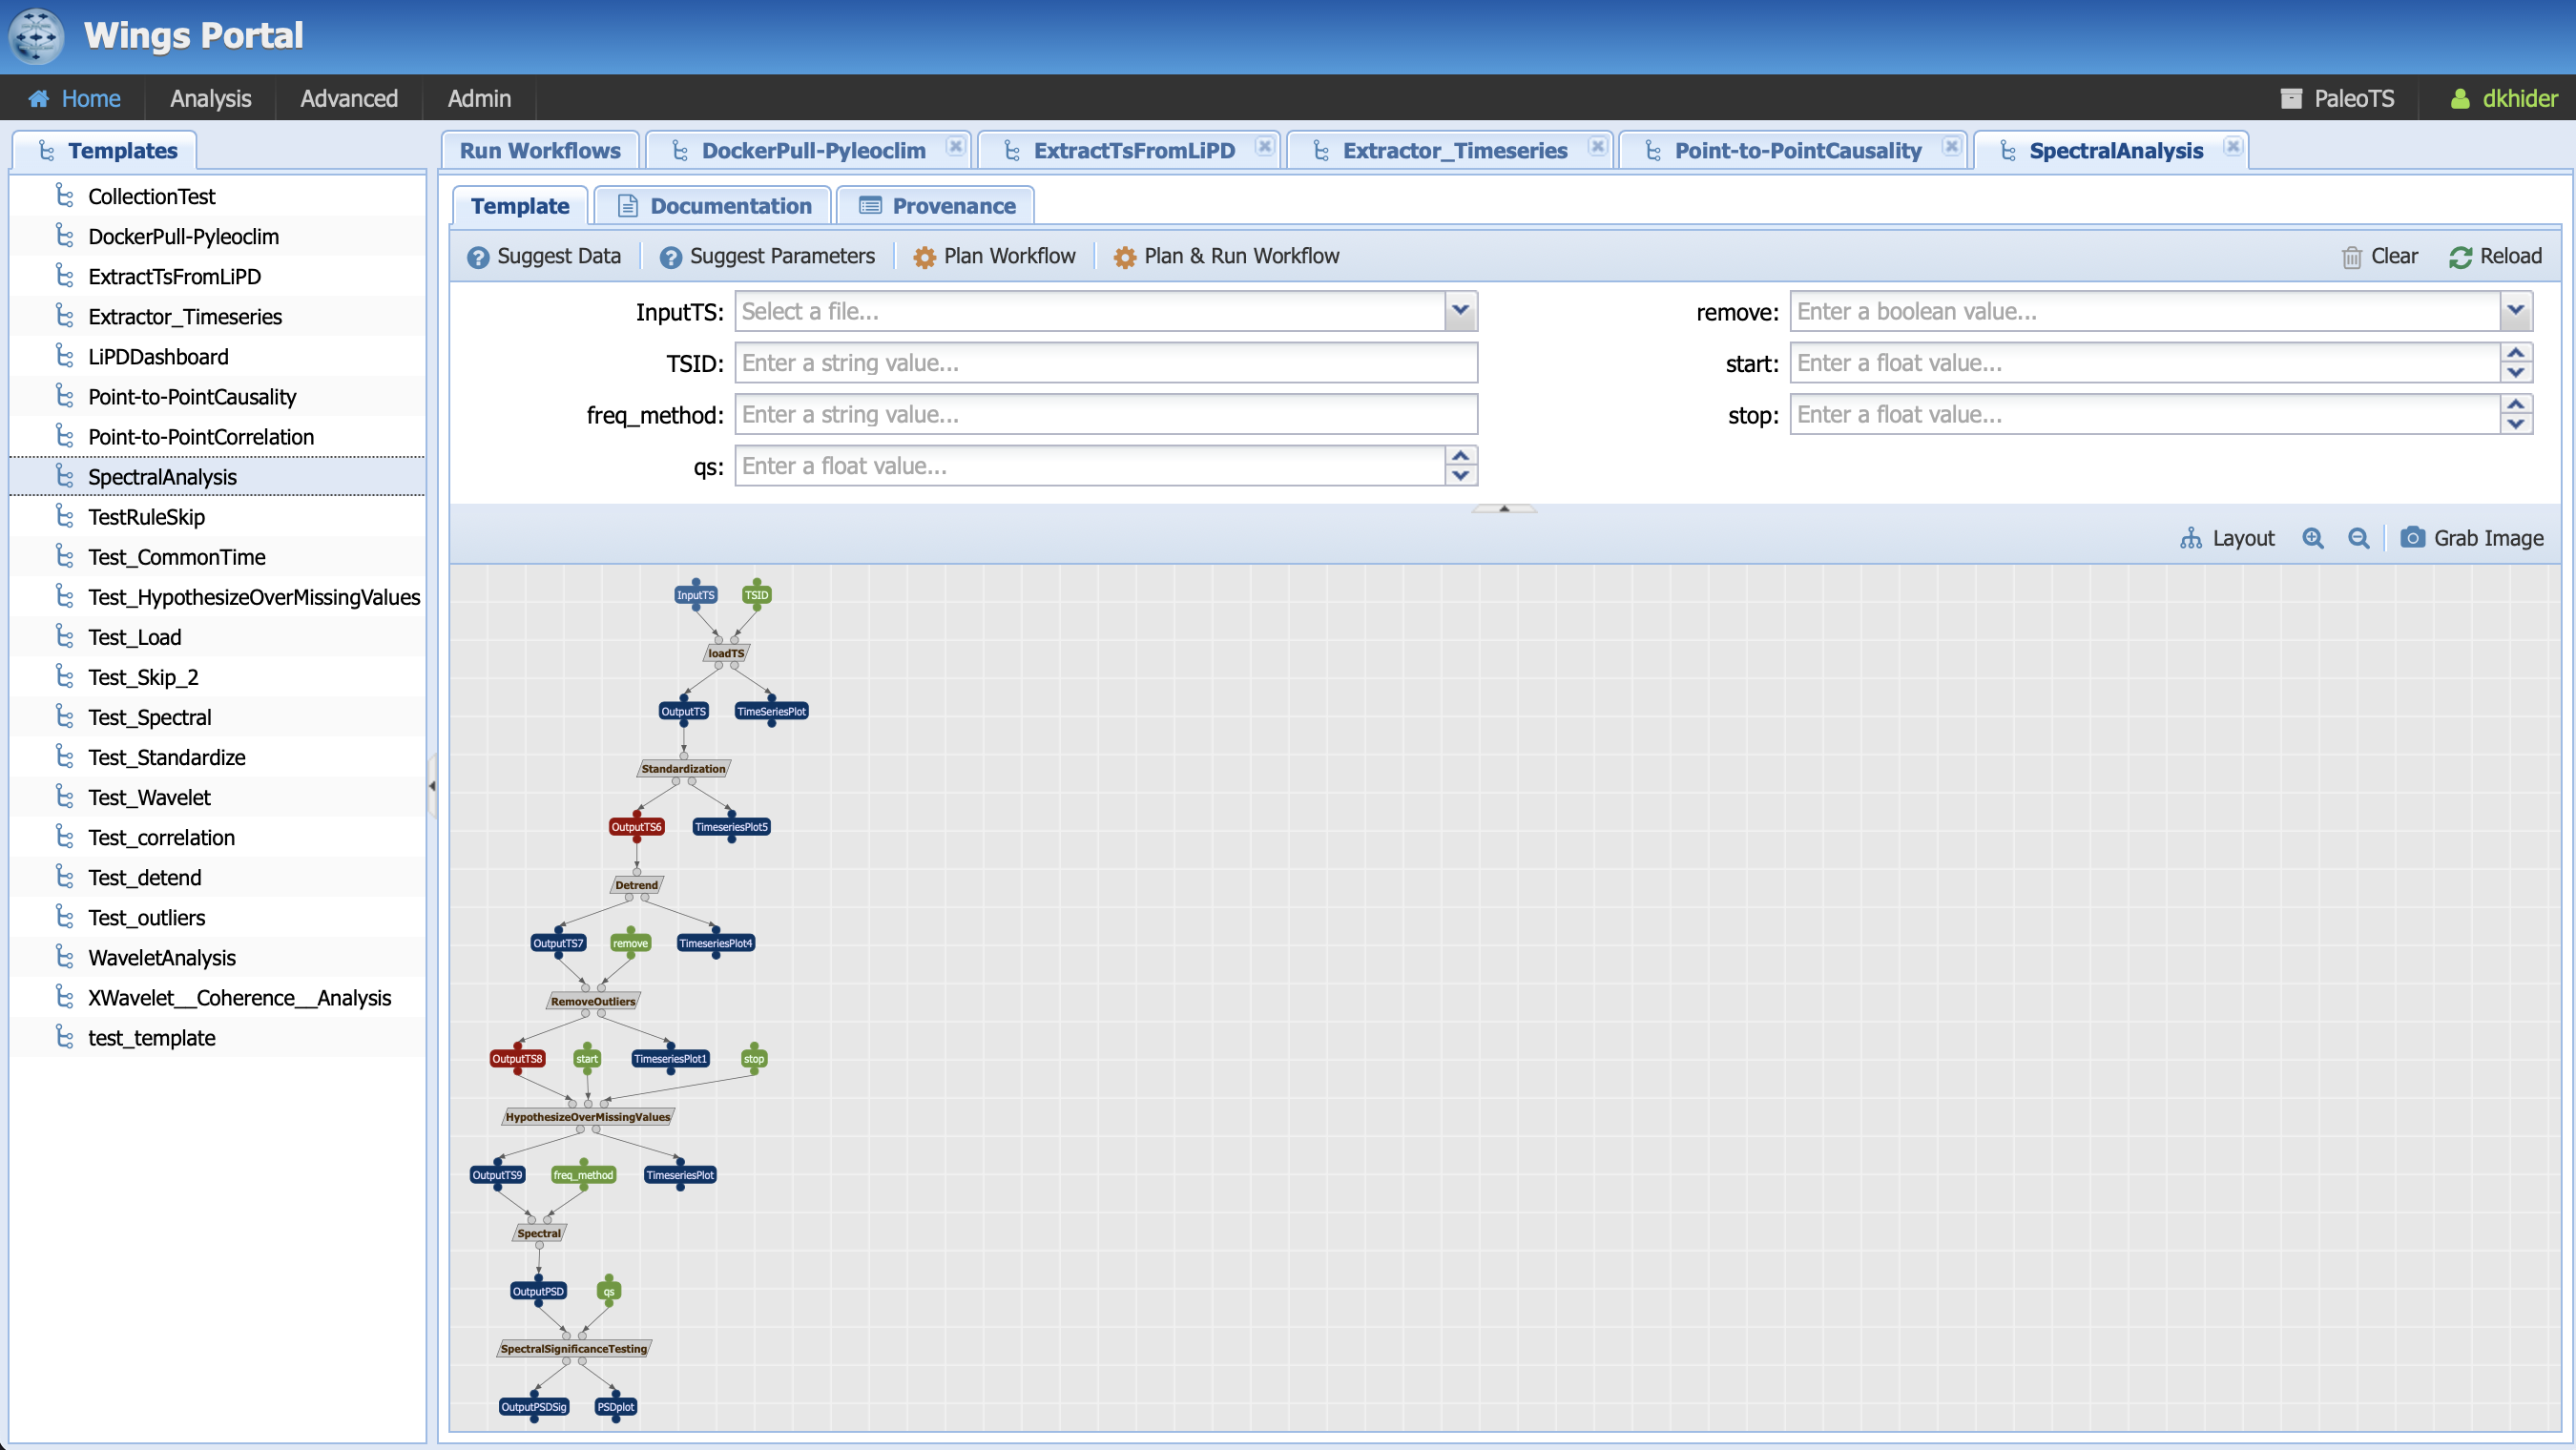 Wings Portal
Home Analysis Advanced Admin PaleoTS dkhider
Templates
CollectionTest
DockerPull-Pyleoclim
ExtractTsFromLiPD
Extractor_Timeseries
LiPDDashboard
Point-to-PointCausality
Point-to-PointCorrelation
SpectralAnalysis
TestRuleSkip
Test_CommonTime
Test_HypothesizeOverMissingValues
Test_Load
Test_Skip_2
Test_Spectral
Test_Standardize
Test_Wavelet
Test_correlation
Test_detend
Test_outliers
WaveletAnalysis
XWavelet__Coherence__Analysis
test_template
Run Workflows DockerPull-Pyleoclim ExtractTsFromLiPD Extractor_Timeseries Point-to-PointCausality SpectralAnalysis
Template Documentation Provenance
Suggest Data Suggest Parameters Plan Workflow Plan & Run Workflow Clear Reload
InputTS: Select a file... remove: Enter a boolean value...
TSID: Enter a string value... start: Enter a float value...
freq_method: Enter a string value... stop: Enter a float value...
qs: Enter a float value...
Layout Grab Image
InputTS TSID
loadTS
OutputTS TimeSeriesPlot
Standardization
OutputTS6 TimeseriesPlot5
Detrend
OutputTS7 remove TimeseriesPlot4
RemoveOutliers
OutputTS8 start TimeseriesPlot1 stop
HypothesizeOverMissingValues
OutputTS9 freq_method TimeseriesPlot
Spectral
OutputPSD qs
SpectralSignificanceTesting
OutputPSDSig PSDplot